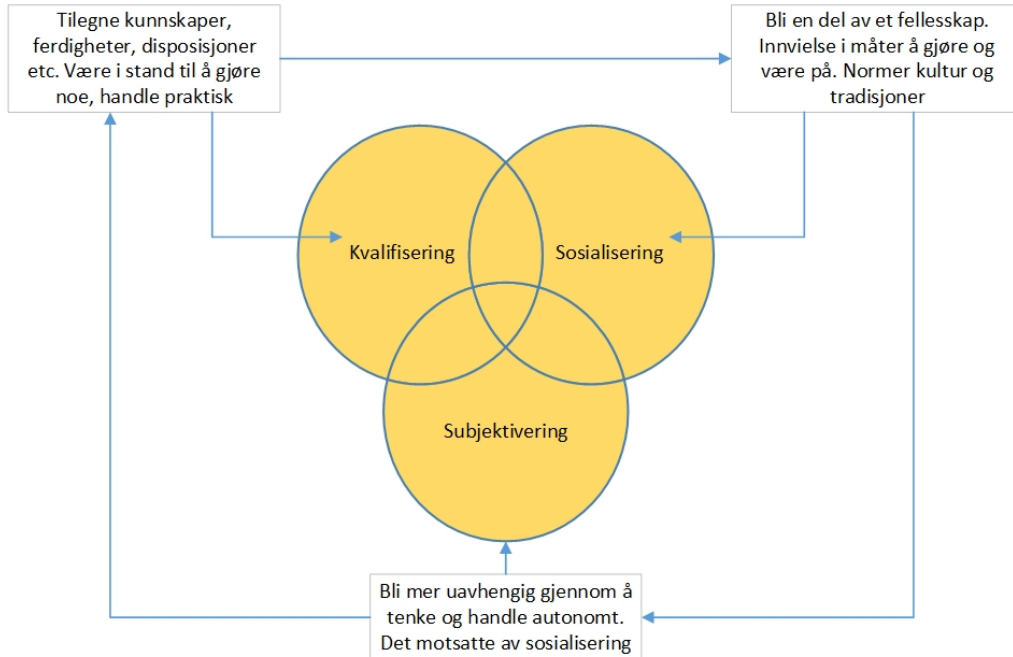 Tilegne kunnskaper,
ferdigheter, disposisjoner
etc. Være i stand til å gjøre
noe, handle praktisk
Bli en del av et fellesskap.
Innvielse i måter å gjøre og
være på. Normer kultur og
tradisjoner
Kvalifisering
Sosialisering
Subjektivering
Bli mer uavhengig gjennom å
tenke og handle autonomt.
Det motsatte av sosialisering